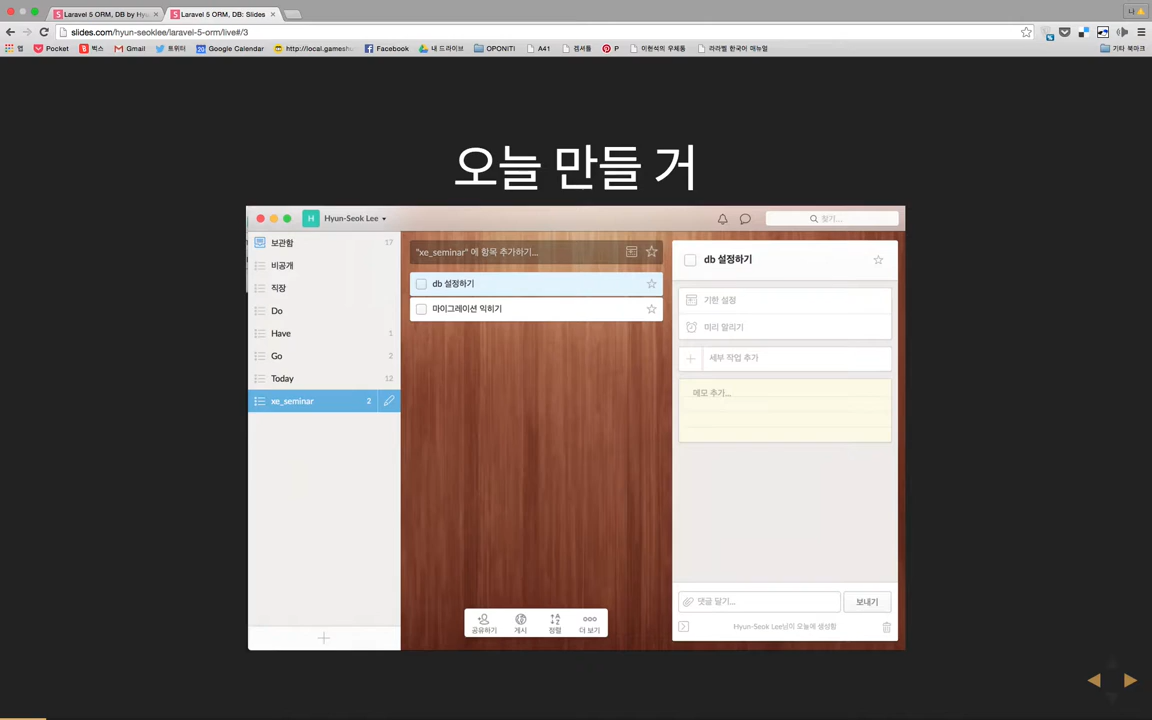 Laravel 5 ORM, DB by Hyu
Laravel 5 ORM, DB: Slides
slides.com/hyun-seoklee/laravel-5-orm/live#/3
앱
Pocket
벅스
Gmail
트위터
Google Calendar
http://local.gameshu
Facebook
내 드라이브
OPONITI
A41
겜셔틀
P
이현석의 우체통
라라벨 한국어 매뉴얼
기타 북마크
오늘 만들 거
H Hyun-Seok Lee
찾기...
보관함 17
비공개
직장
Do
Have 1
Go 2
Today 12
xe_seminar 2
"xe_seminar" 에 항목 추가하기...
db 설정하기
마이그레이션 익히기
공유하기
게시
정렬
더 보기
db 설정하기
기한 설정
미리 알리기
세부 작업 추가
메모 추가...
댓글 달기...
보내기
Hyun-Seok Lee님이 오늘에 생성함